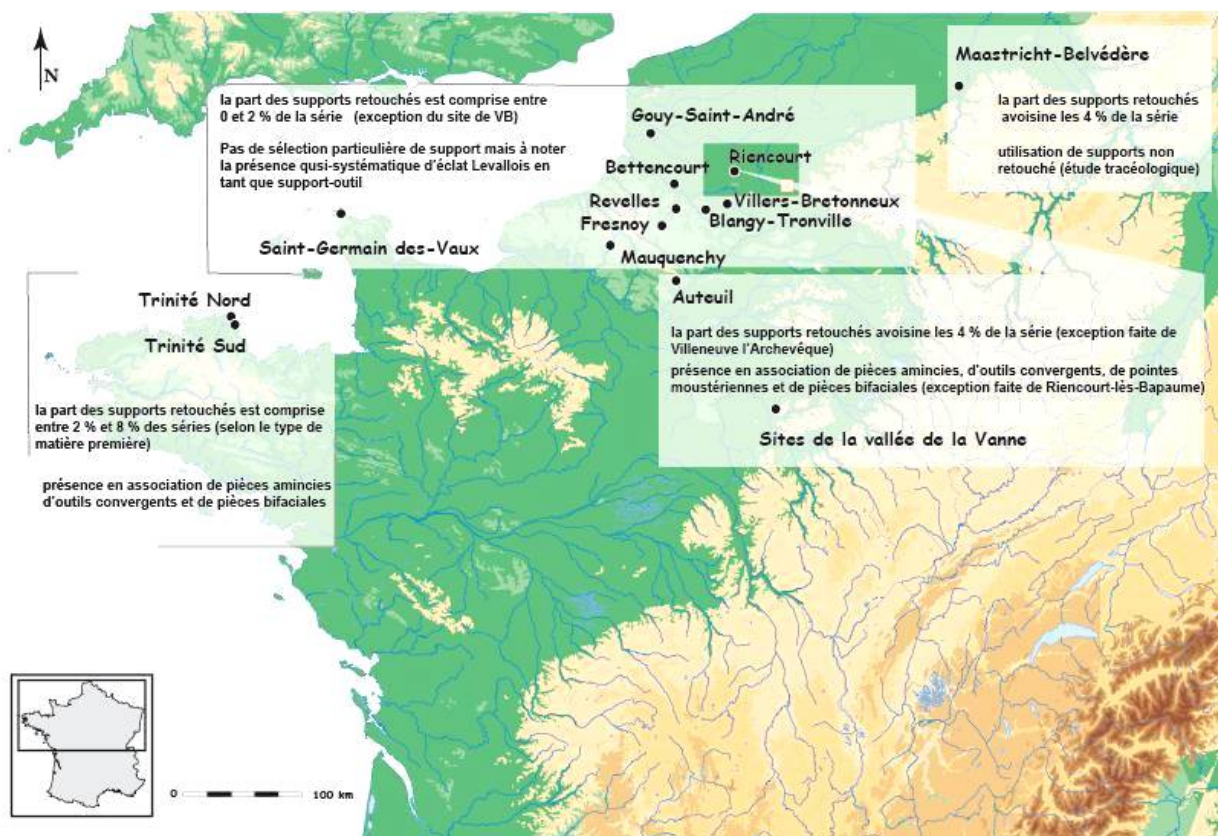 N
la part des supports retouchés est comprise entre
0 et 2 % de la série (exception du site de VB)
Pas de sélection particulière de support mais à noter
la présence qusi-systématique d'éclat Levallois en
tant que support-outil
Saint-Germain des-Vaux
Gouy-Saint-André
Riencourt
Bettencourt
Villers-Bretonneux
Revelles
Blangy-Tronville
Fresnoy
Mauquenchy
Maastricht-Belvédère
la part des supports retouchés
avoisine les 4 % de la série
utilisation de supports non
retouché (étude tracéologique)
Trinité Nord
Trinité Sud
la part des supports retouchés est comprise
entre 2 % et 8 % des séries (selon le type de
matière première)
présence en association de pièces amincies
d'outils convergents et de pièces bifaciales
Auteuil
la part des supports retouchés avoisine les 4 % de la série (exception faite de
Villeneuve l'Archevêque)
présence en association de pièces amincies, d'outils convergents, de pointes
moustériennes et de pièces bifaciales (exception faite de Riencourt-lès-Bapaume)
Sites de la vallée de la Vanne
0 100 km